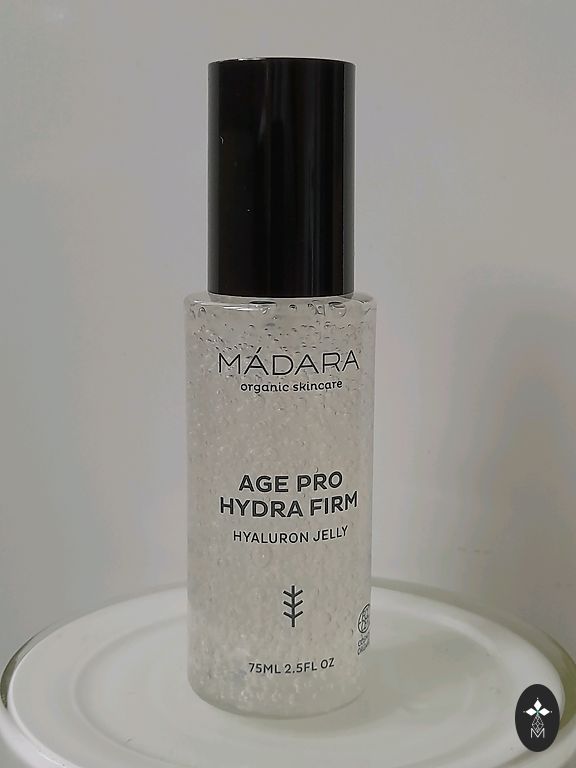 MÁDARA
organic skincare
AGE PRO
HYDRA FIRM
HYALURON JELLY
75ML 2,5FL OZ
M